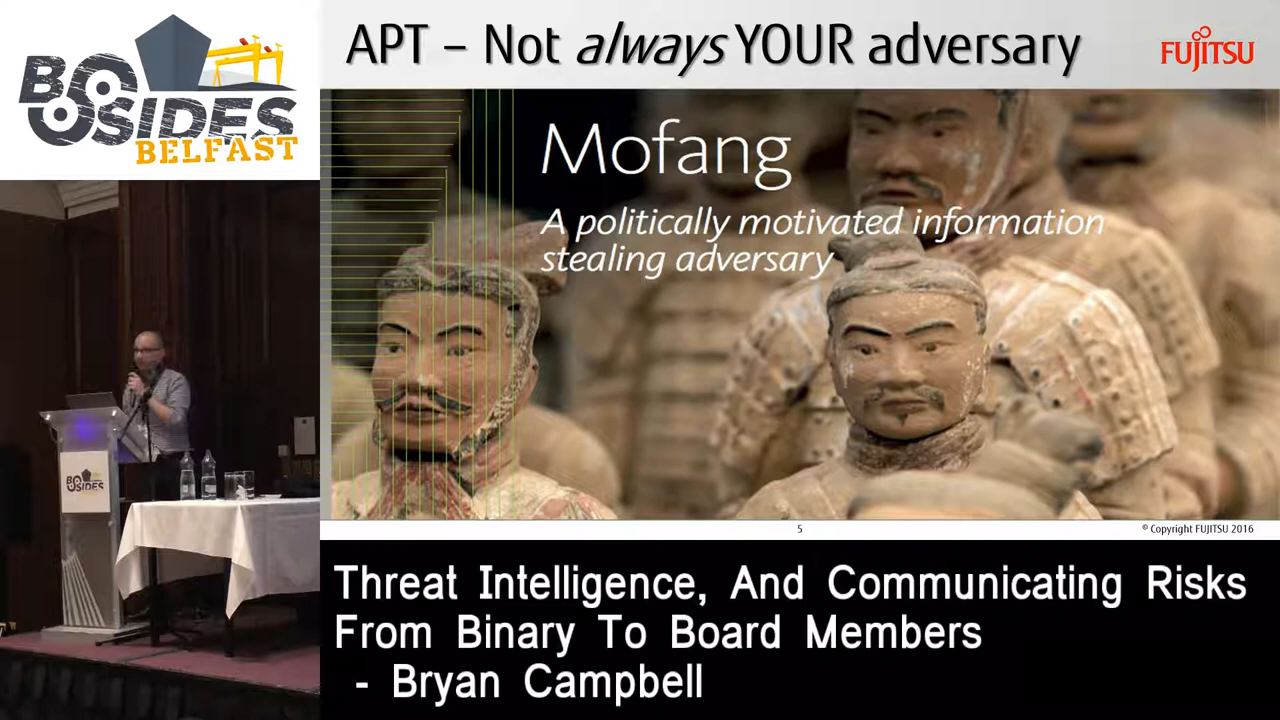 BSIDES
BELFAST
APT – Not always YOUR adversary
FUJITSU
Mofang
A politically motivated information
stealing adversary
5
© Copyright FUJITSU 2016
BSIDES
Threat Intelligence, And Communicating Risks
From Binary To Board Members
- Bryan Campbell